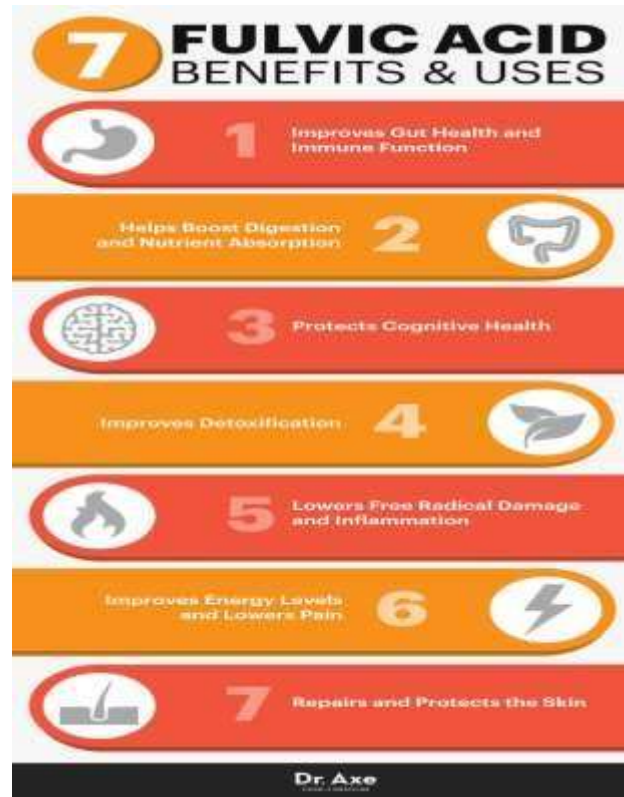 7 FULVIC ACID
BENEFITS & USES
1 Improves Gut Health and
Immune Function
Helps Boost Digestion
and Nutrient Absorption 2
3 Protects Cognitive Health
Improves Detoxification 4
5 Lowers Free Radical Damage
and Inflammation
Improves Energy Levels
and Lowers Pain 6
7 Repairs and Protects the Skin
Dr. Axe